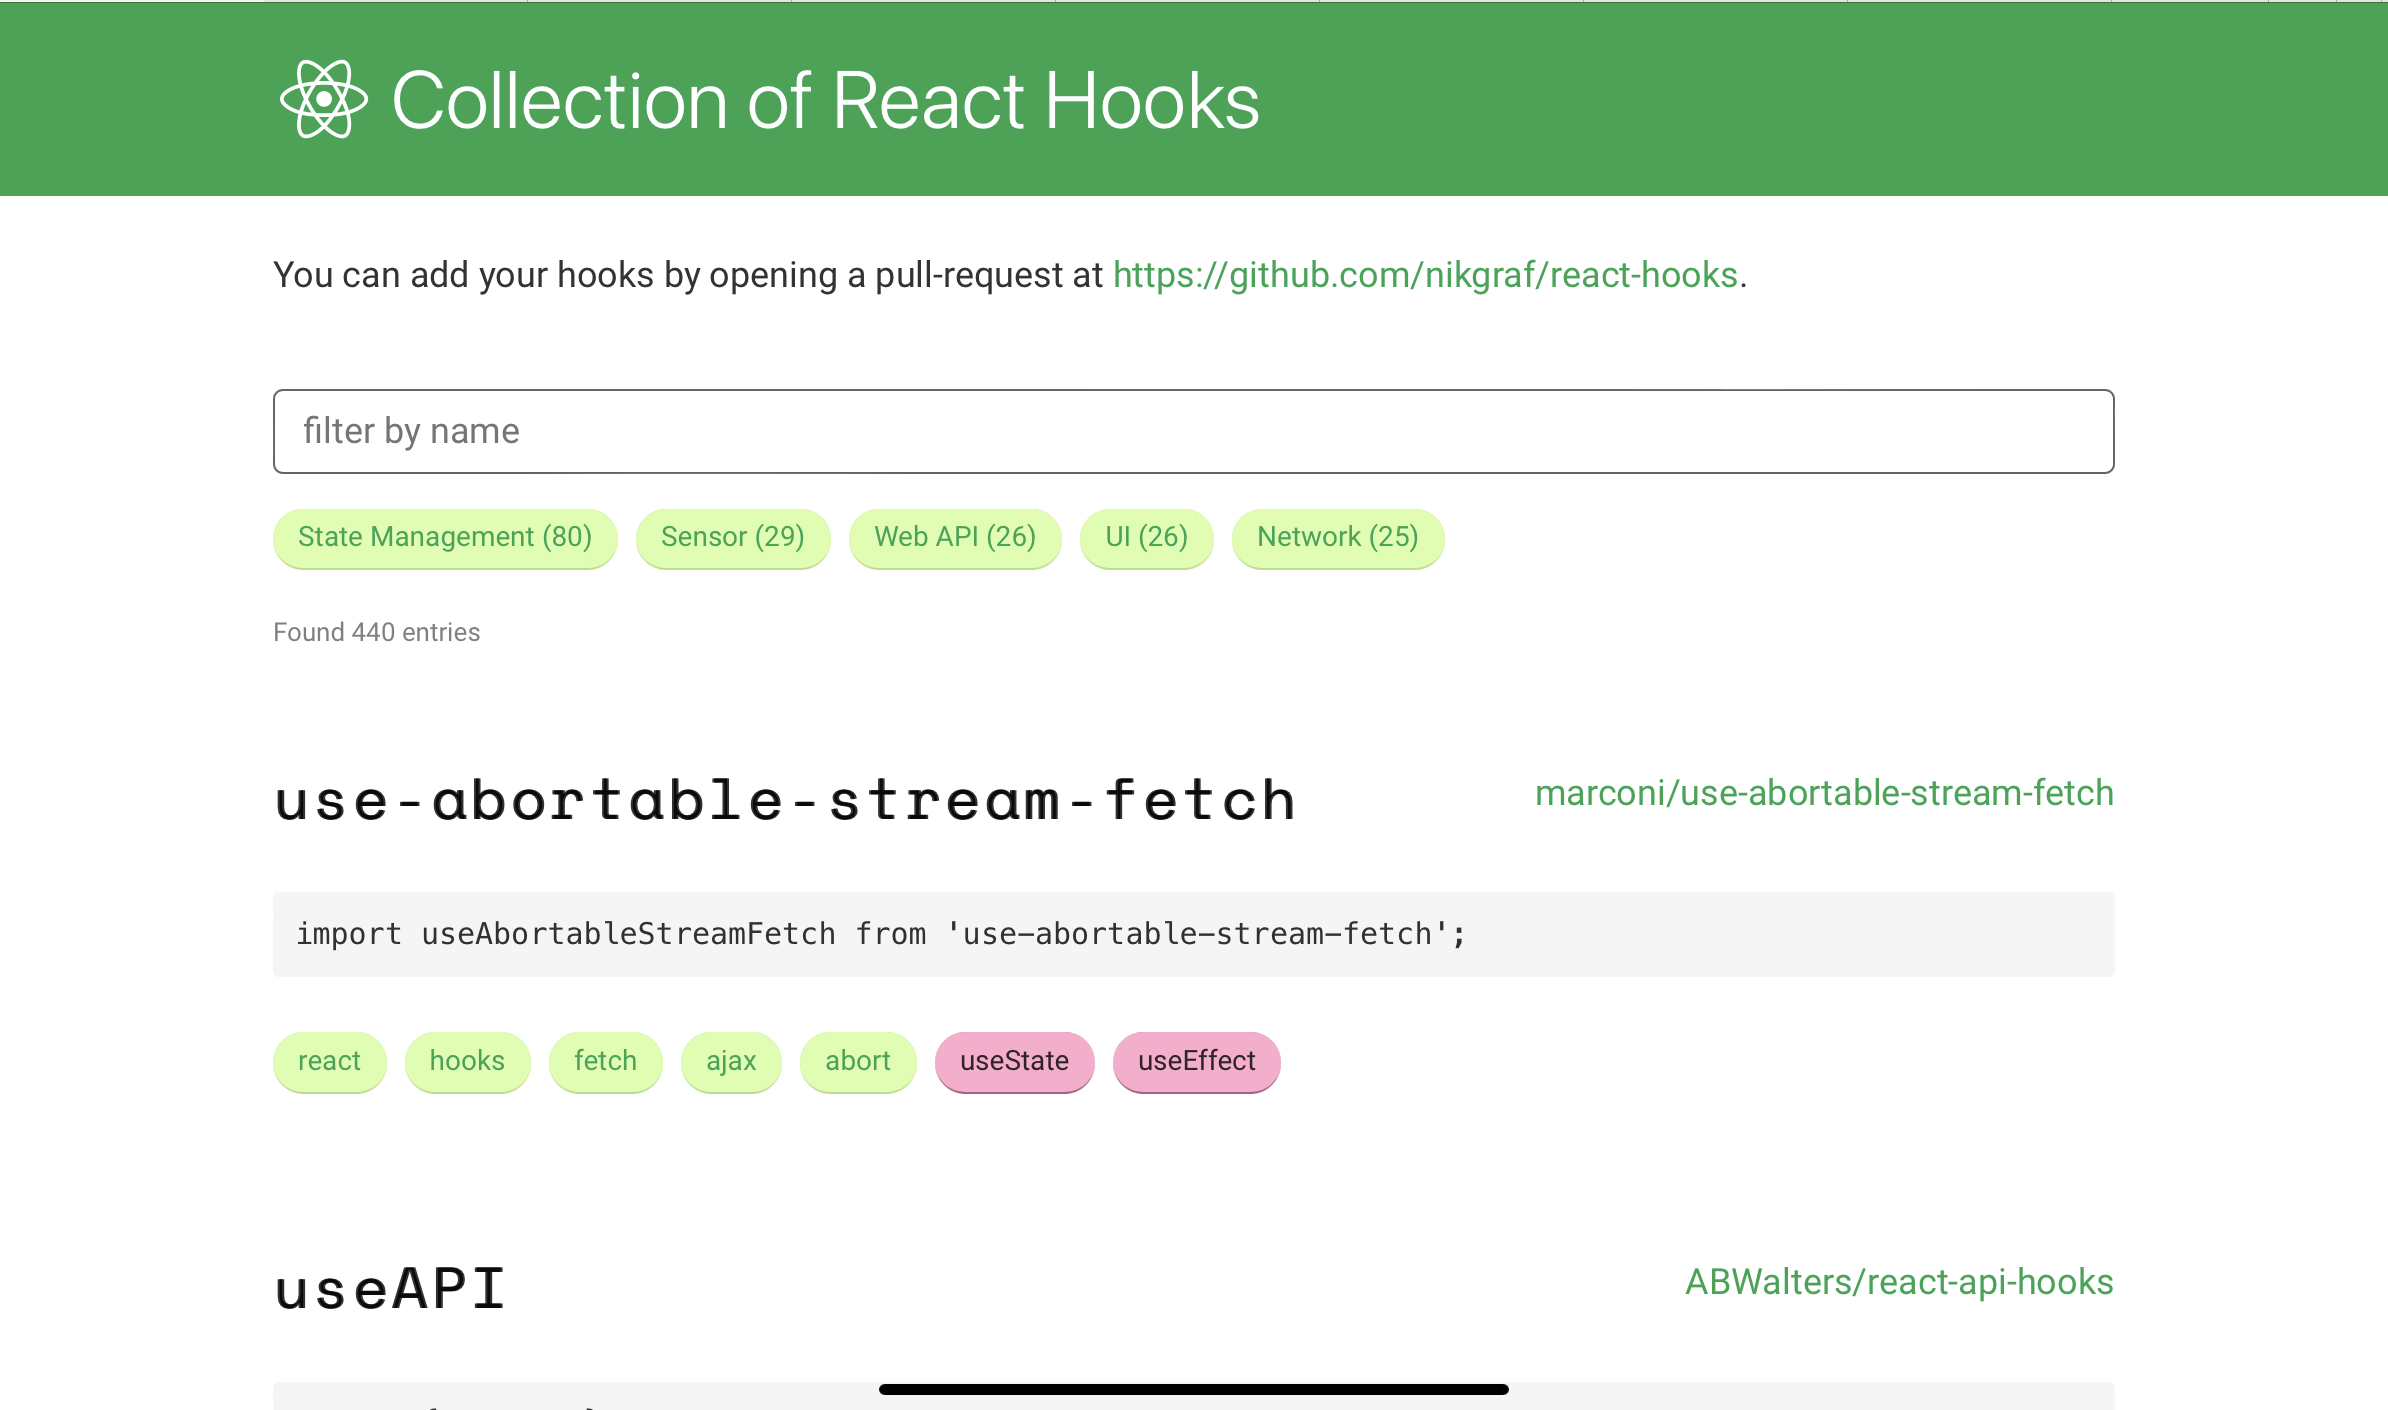 Collection of React Hooks
You can add your hooks by opening a pull-request at https://github.com/nikgraf/react-hooks.
filter by name
State Management (80) Sensor (29) Web API (26) UI (26) Network (25)
Found 440 entries
use-abortable-stream-fetch marconi/use-abortable-stream-fetch
import useAbortableStreamFetch from 'use-abortable-stream-fetch';
react hooks fetch ajax abort useState useEffect
useAPI ABWalters/react-api-hooks